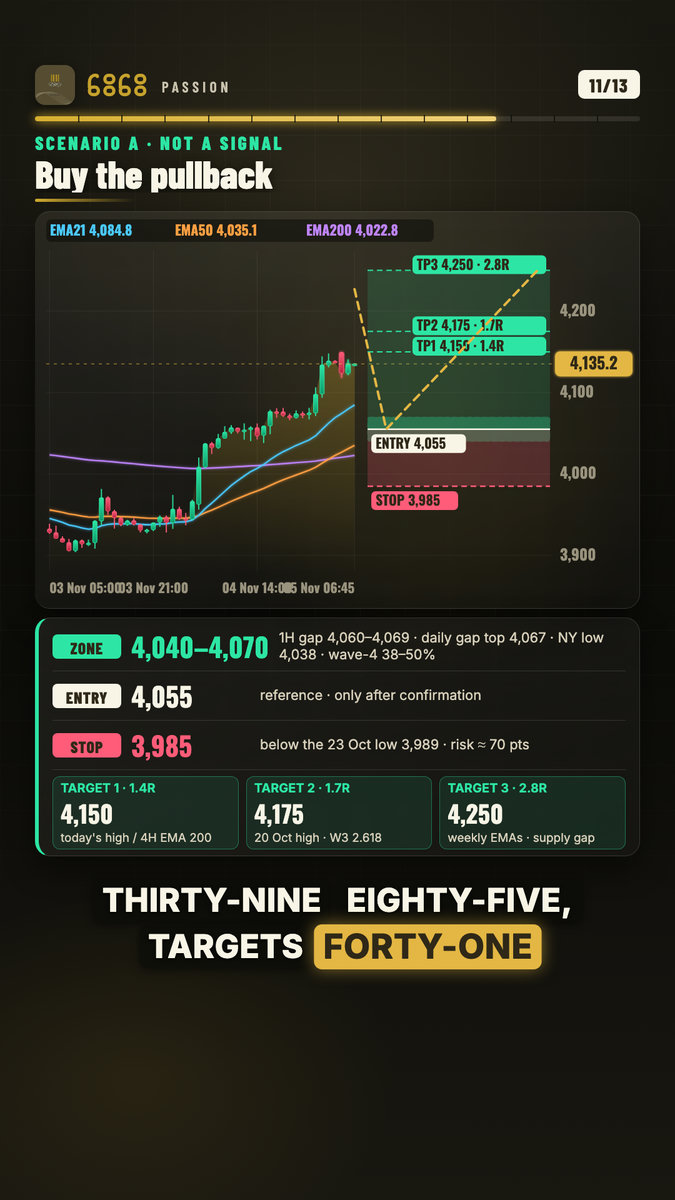 6868 PASSION
11/13
SCENARIO A · NOT A SIGNAL
Buy the pullback
EMA21 4,084.8 EMA50 4,035.1 EMA200 4,022.8
TP3 4,250 · 2.8R
4,200
TP2 4,175 · 1.7R
TP1 4,150 · 1.4R
4,135.2
4,100
ENTRY 4,055
4,000
STOP 3,985
3,900
03 Nov 05:00 03 Nov 21:00 04 Nov 14:00 05 Nov 06:45
ZONE 4,040–4,070 1H gap 4,060–4,069 · daily gap top 4,067 · NY low
4,038 · wave-4 38–50%
ENTRY 4,055 reference · only after confirmation
STOP 3,985 below the 23 Oct low 3,989 · risk ≈ 70 pts
TARGET 1 · 1.4R TARGET 2 · 1.7R TARGET 3 · 2.8R
4,150 4,175 4,250
today's high / 4H EMA 200 20 Oct high · W3 2.618 weekly EMAs · supply gap
THIRTY-NINE EIGHTY-FIVE,
TARGETS FORTY-ONE